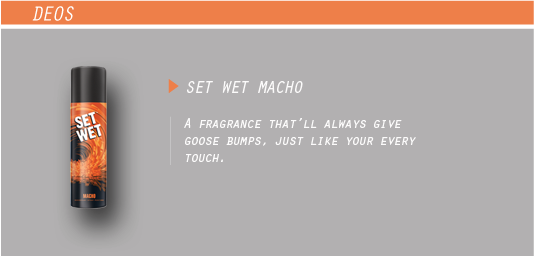 DEOS
SET WET MACHO
A FRAGRANCE THAT'LL ALWAYS GIVE
GOOSE BUMPS, JUST LIKE YOUR EVERY
TOUCH.
SET
WET
MACHO